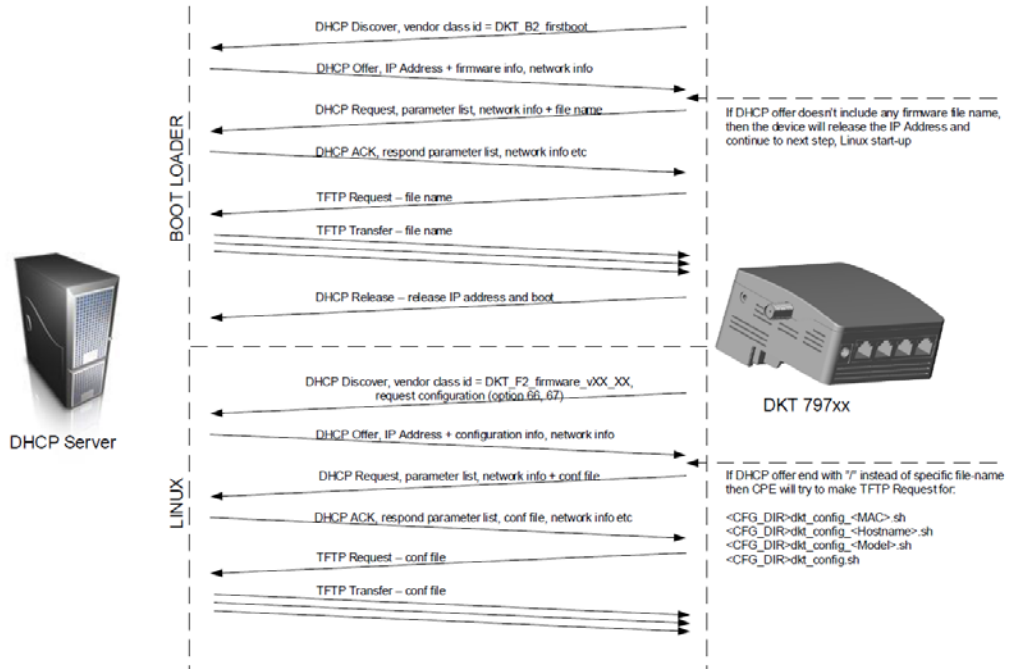 DHCP Discover, vendor class id = DKT_B2_firstboot
DHCP Offer, IP Address + firmware info, network info
If DHCP offer doesn't include any firmware file name,
then the device will release the IP Address and
continue to next step, Linux start-up
DHCP Request, parameter list, network info + file name
DHCP ACK, respond parameter list, network info etc
TFTP Request – file name
TFTP Transfer – file name
DHCP Release – release IP address and boot
BOOT LOADER
DHCP Discover, vendor class id = DKT_F2_firmware_vXX_XX,
request configuration (option 66, 67)
DKT 797xx
DHCP Server
DHCP Offer, IP Address + configuration info, network info
If DHCP offer end with "/" instead of specific file-name
then CPE will try to make TFTP Request for:
<CFG_DIR>dkt_config_<MAC>.sh
<CFG_DIR>dkt_config_<Hostname>.sh
<CFG_DIR>dkt_config_<Model>.sh
<CFG_DIR>dkt_config.sh
DHCP Request, parameter list, network info + conf file
DHCP ACK, respond parameter list, conf file, network info etc
TFTP Request – conf file
TFTP Transfer – conf file
LINUX